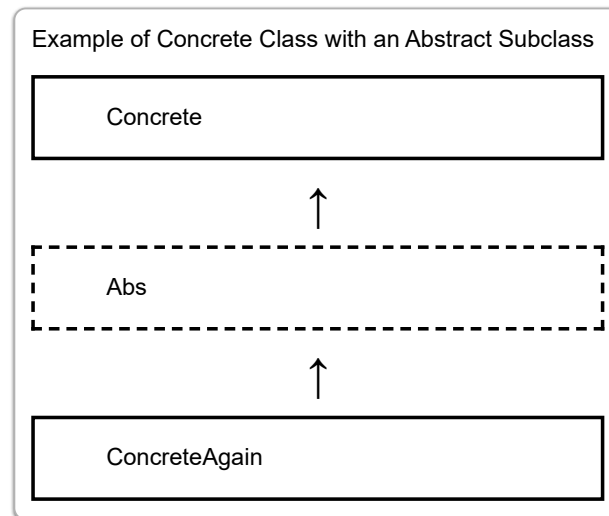 Example of Concrete Class with an Abstract Subclass
Concrete
Abs
ConcreteAgain